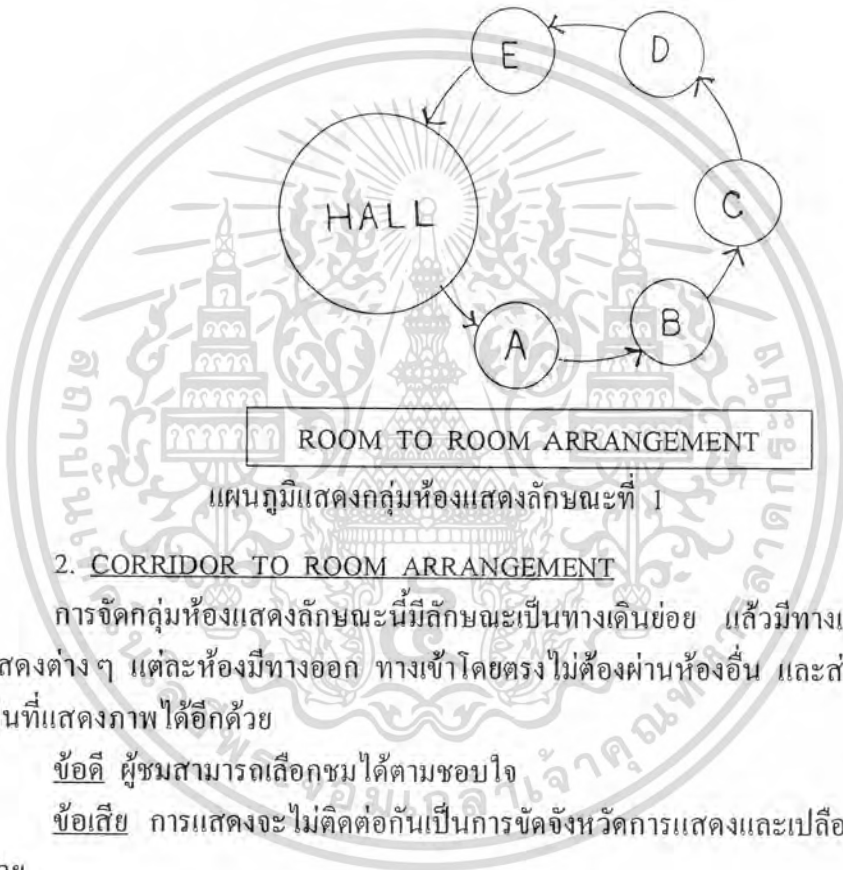 E D
HALL C
A B
ROOM TO ROOM ARRANGEMENT
แผนภูมิแสดงกลุ่มห้องแสดงลักษณะที่ 1
2. CORRIDOR TO ROOM ARRANGEMENT
การจัดกลุ่มห้องแสดงลักษณะนี้มีลักษณะเป็นทางเดินย่อย แล้วมีทาง
แสดงต่าง ๆ แต่ละห้องมีทางออก ทางเข้าโดยตรงไม่ต้องผ่านห้องอื่น และ
ที่แสดงภาพได้อีกด้วย
ข้อดี ผู้ชมสามารถเลือกชมได้ตามชอบใจ
ข้อเสีย การแสดงจะไม่ติดต่อกันเป็นการขัดจังหวัดการแสดงและ